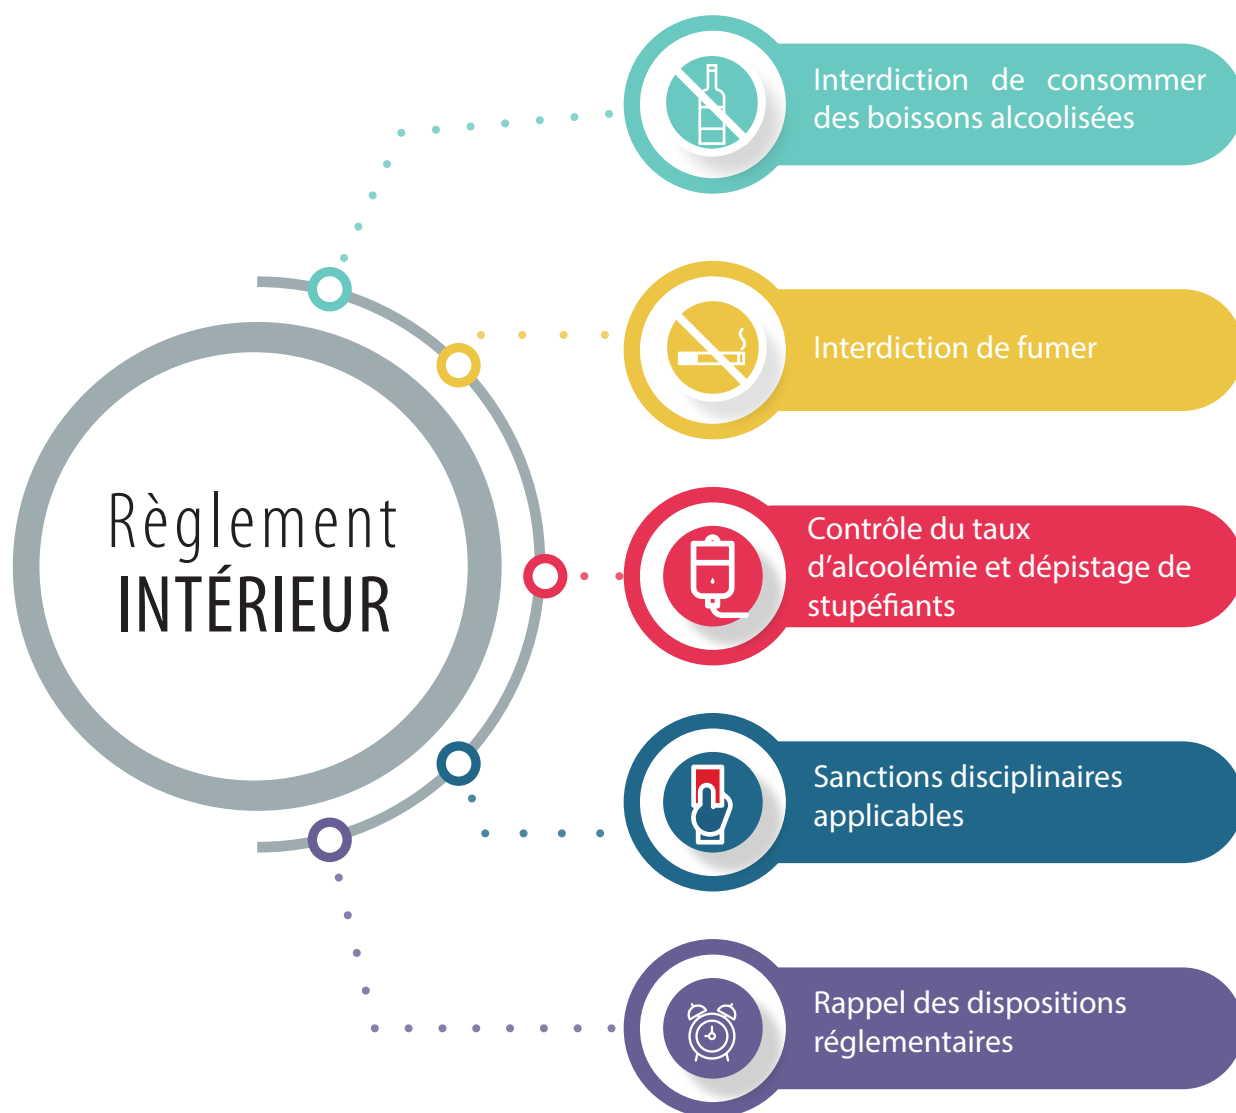 Règlement
INTÉRIEUR
Interdiction de consommer
des boissons alcoolisées
Interdiction de fumer
Contrôle du taux
d’alcoolémie et dépistage de
stupéfiants
Sanctions disciplinaires
applicables
Rappel des dispositions
réglementaires